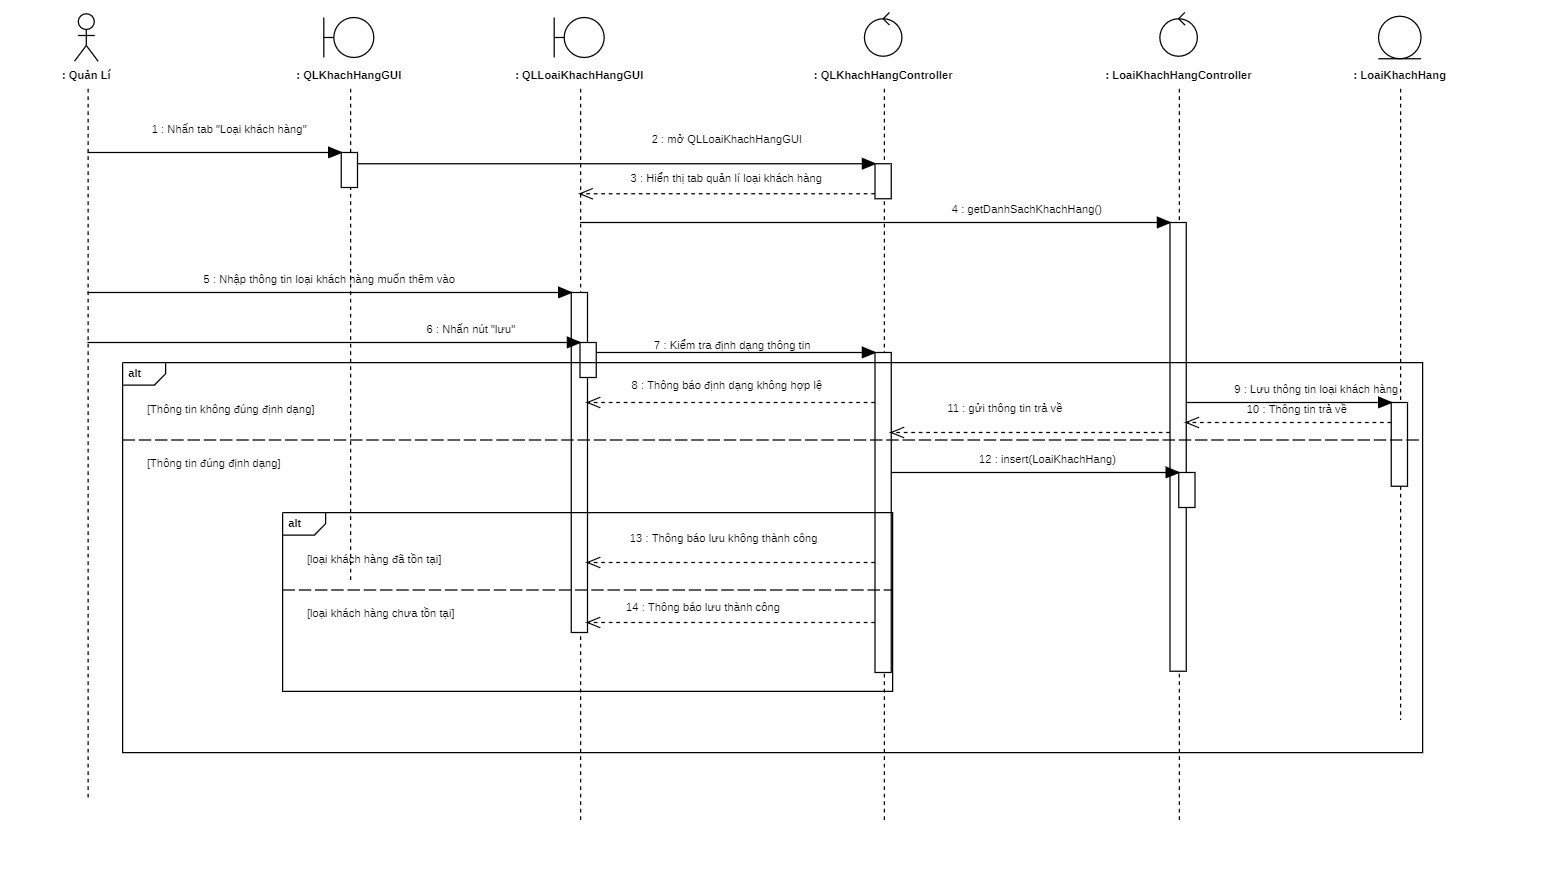 : Quản Lí
: QLKhachHangGUI
: QLLoaiKhachHangGUI
: QLKhachHangController
: LoaiKhachHangController
: LoaiKhachHang
1 : Nhấn tab "Loại khách hàng"
2 : mở QLLoaiKhachHangGUI
3 : Hiển thị tab quản lí loại khách hàng
4 : getDanhSachKhachHang()
5 : Nhập thông tin loại khách hàng muốn thêm vào
6 : Nhấn nút "lưu"
7 : Kiểm tra định dạng thông tin
alt
8 : Thông báo định dạng không hợp lệ
9 : Lưu thông tin loại khách hàng
[Thông tin không đúng định dạng]
11 : gửi thông tin trả về
10 : Thông tin trả về
[Thông tin đúng định dạng]
12 : insert(LoaiKhachHang)
alt
13 : Thông báo lưu không thành công
[loại khách hàng đã tồn tại]
14 : Thông báo lưu thành công
[loại khách hàng chưa tồn tại]